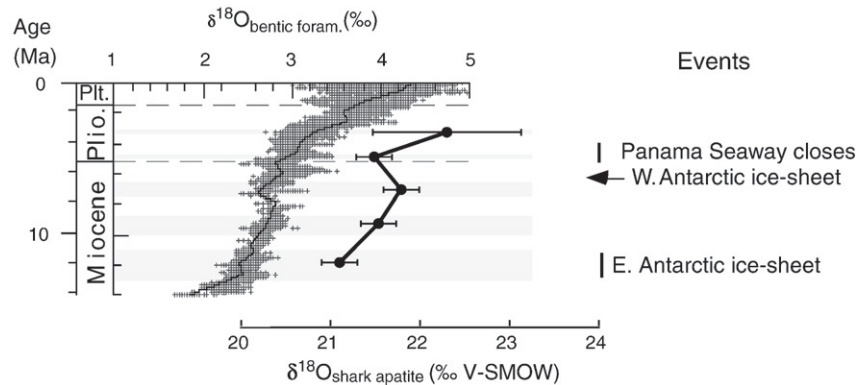 δ¹⁸Obentic foram.(‰)
Age
(Ma)
1 2 3 4 5
Events
0
Plt.
Plio.
Panama Seaway closes
W. Antarctic ice-sheet
10
Miocene
E. Antarctic ice-sheet
20 21 22 23 24
δ¹⁸Oshark apatite (‰ V-SMOW)